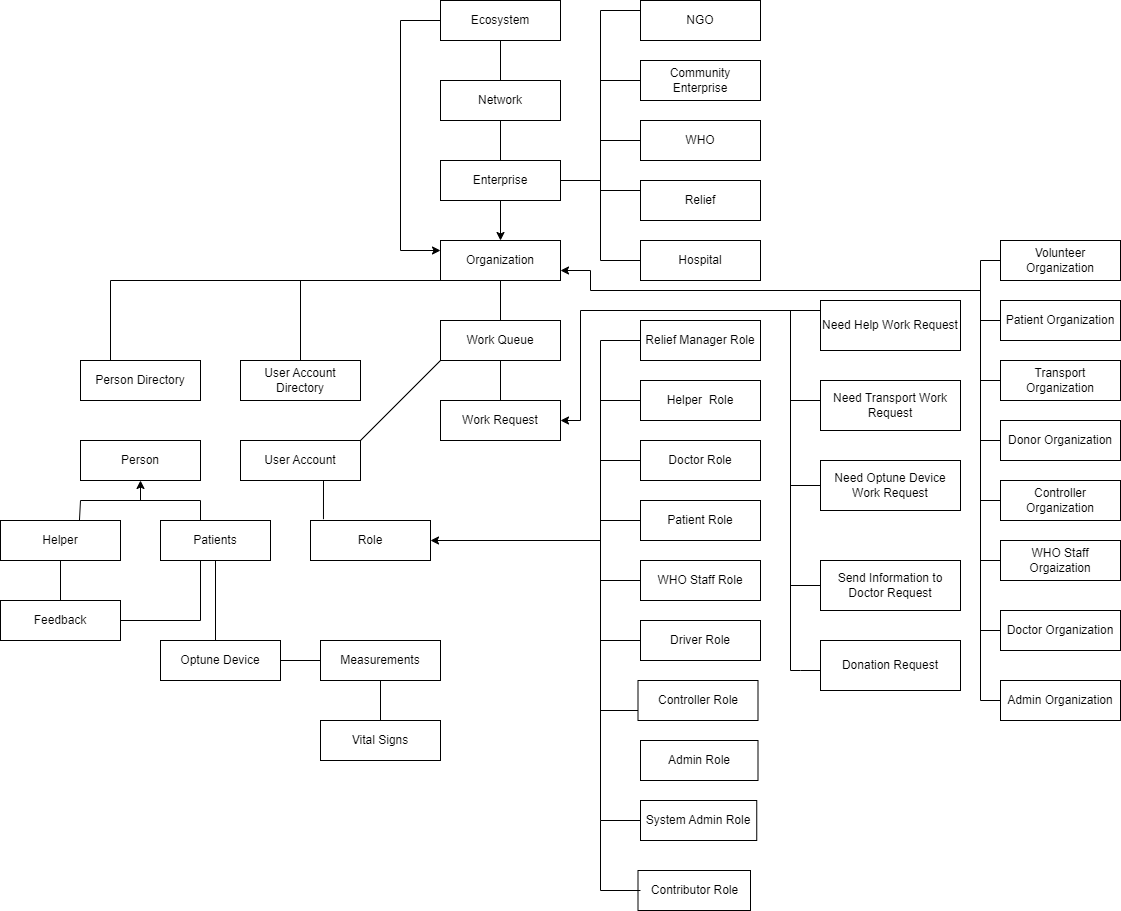 Ecosystem
Network
Enterprise
Organization
NGO
Community
Enterprise
WHO
Relief
Hospital
Person Directory
User Account
Directory
Work Queue
Work Request
Person
User Account
Helper
Patients
Role
Feedback
Optune Device
Measurements
Vital Signs
Relief Manager Role
Helper  Role
Doctor Role
Patient Role
WHO Staff Role
Driver Role
Controller Role
Admin Role
System Admin Role
Contributor Role
Need Help Work Request
Need Transport Work
Request
Need Optune Device
Work Request
Send Information to
Doctor Request
Donation Request
Volunteer
Organization
Patient Organization
Transport
Organization
Donor Organization
Controller
Organization
WHO Staff
Orgaization
Doctor Organization
Admin Organization